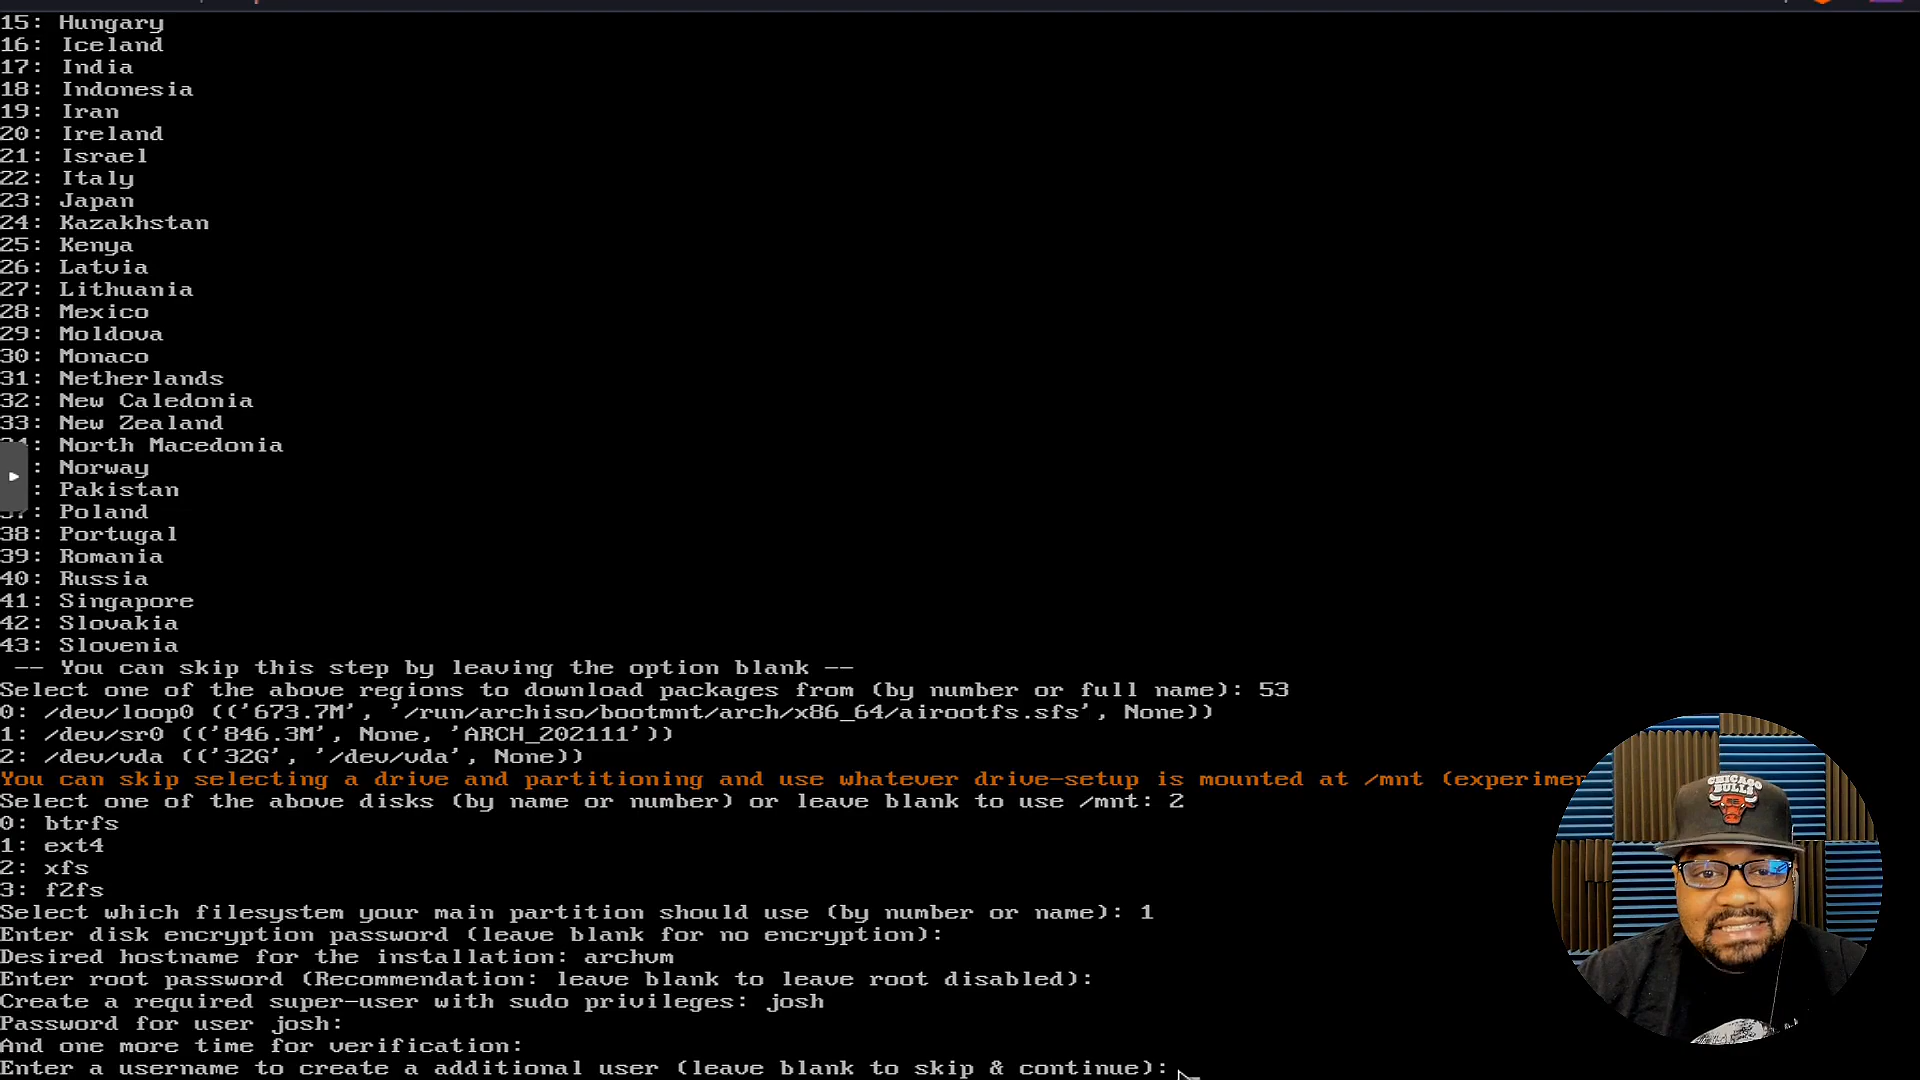 15: Hungary
16: Iceland
17: India
18: Indonesia
19: Iran
20: Ireland
21: Israel
22: Italy
23: Japan
24: Kazakhstan
25: Kenya
26: Latvia
27: Lithuania
28: Mexico
29: Moldova
30: Monaco
31: Netherlands
32: New Caledonia
33: New Zealand
: North Macedonia
: Norway
: Pakistan
: Poland
38: Portugal
39: Romania
40: Russia
41: Singapore
42: Slovakia
43: Slovenia
-- You can skip this step by leaving the option blank --
Select one of the above regions to download packages from (by number or full name): 53
0: /dev/loop0 (('673.7M', '/run/archiso/bootmnt/arch/x86_64/airootfs.sfs', None))
1: /dev/sr0 (('846.3M', None, 'ARCH_202111'))
2: /dev/vda (('32G', '/dev/vda', None))
You can skip selecting a drive and partitioning and use whatever drive-setup is mounted at /mnt (experimen
Select one of the above disks (by name or number) or leave blank to use /mnt: 2
0: btrfs
1: ext4
2: xfs
3: f2fs
Select which filesystem your main partition should use (by number or name): 1
Enter disk encryption password (leave blank for no encryption):
Desired hostname for the installation: archvm
Enter root password (Recommendation: leave blank to leave root disabled):
Create a required super-user with sudo privileges: josh
Password for user josh:
And one more time for verification:
Enter a username to create a additional user (leave blank to skip & continue):
CHICAGO
BULLS